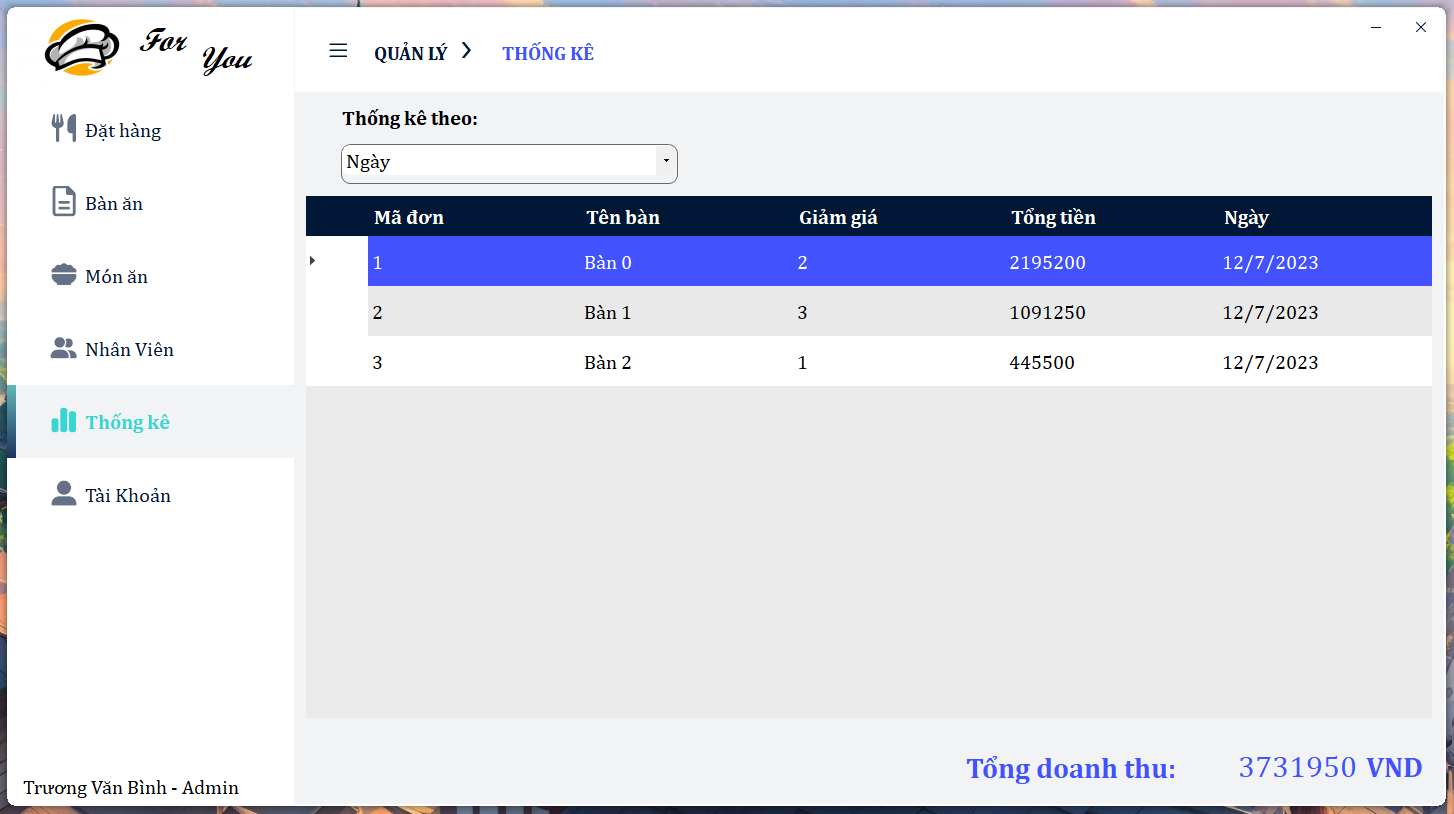 For
You
Đặt hàng
Bàn ăn
Món ăn
Nhân Viên
Thống kê
Tài Khoản
Trương Văn Bình - Admin
QUẢN LÝ THỐNG KÊ
Thống kê theo:
Ngày
Mã đơn Tên bàn Giảm giá Tổng tiền Ngày
1 Bàn 0 2 2195200 12/7/2023
2 Bàn 1 3 1091250 12/7/2023
3 Bàn 2 1 445500 12/7/2023
Tổng doanh thu: 3731950 VND